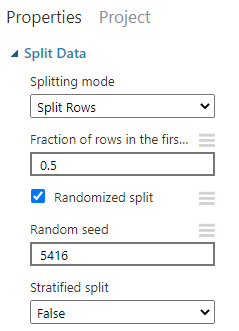 Properties Project
Split Data
Splitting mode
Split Rows
Fraction of rows in the firs...
0.5
Randomized split
Random seed
5416
Stratified split
False